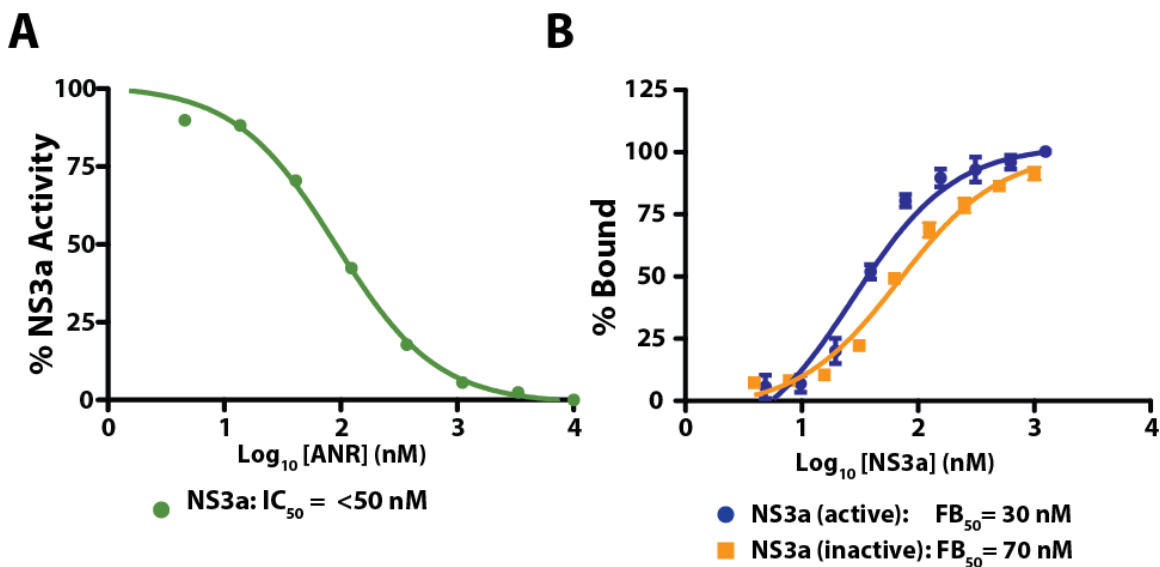 A
% NS3a Activity
100
75
50
25
0
0 1 2 3 4
Log₁₀ [ANR] (nM)
NS3a: IC₅₀ = <50 nM
B
% Bound
125
100
75
50
25
0
0 1 2 3 4
Log₁₀ [NS3a] (nM)
NS3a (active): FB₅₀= 30 nM
NS3a (inactive): FB₅₀= 70 nM